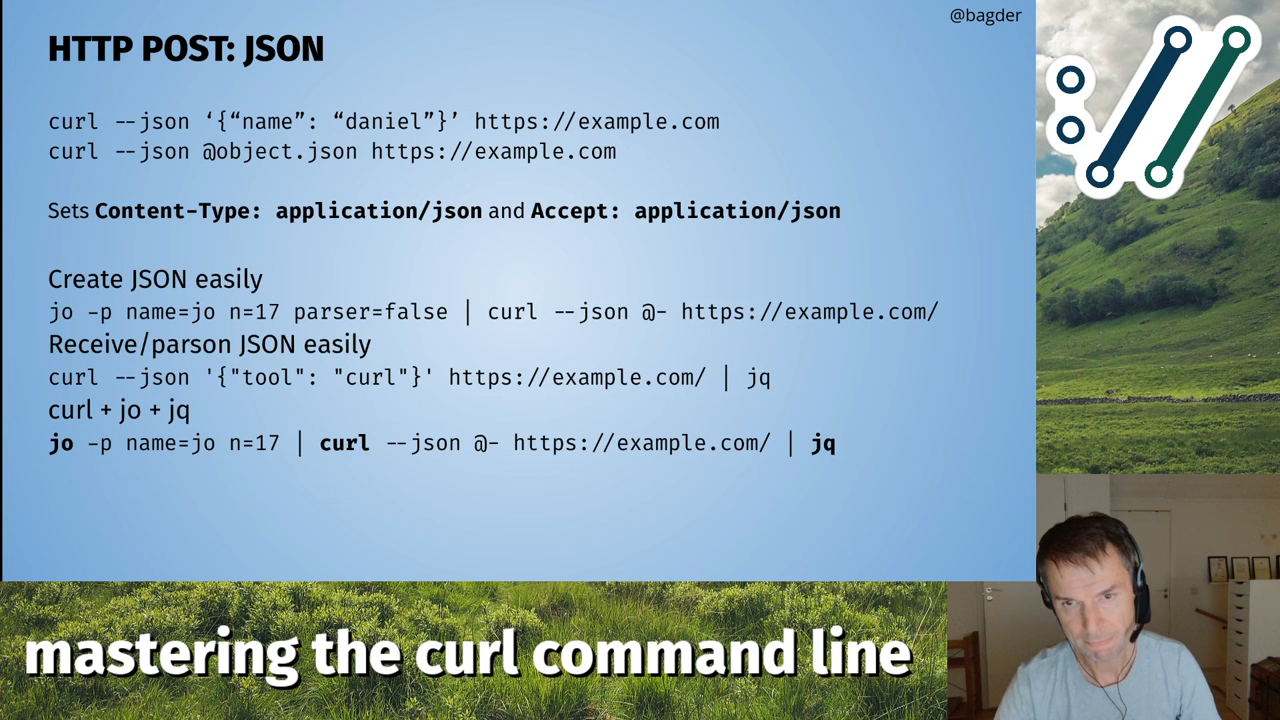 @bagder
HTTP POST: JSON
curl --json ‘{“name”: “daniel”}’ https://example.com
curl --json @object.json https://example.com
Sets Content-Type: application/json and Accept: application/json
Create JSON easily
jo -p name=jo n=17 parser=false | curl --json @- https://example.com/
Receive/parson JSON easily
curl --json '{"tool": "curl"}' https://example.com/ | jq
curl + jo + jq
jo -p name=jo n=17 | curl --json @- https://example.com/ | jq
mastering the curl command line